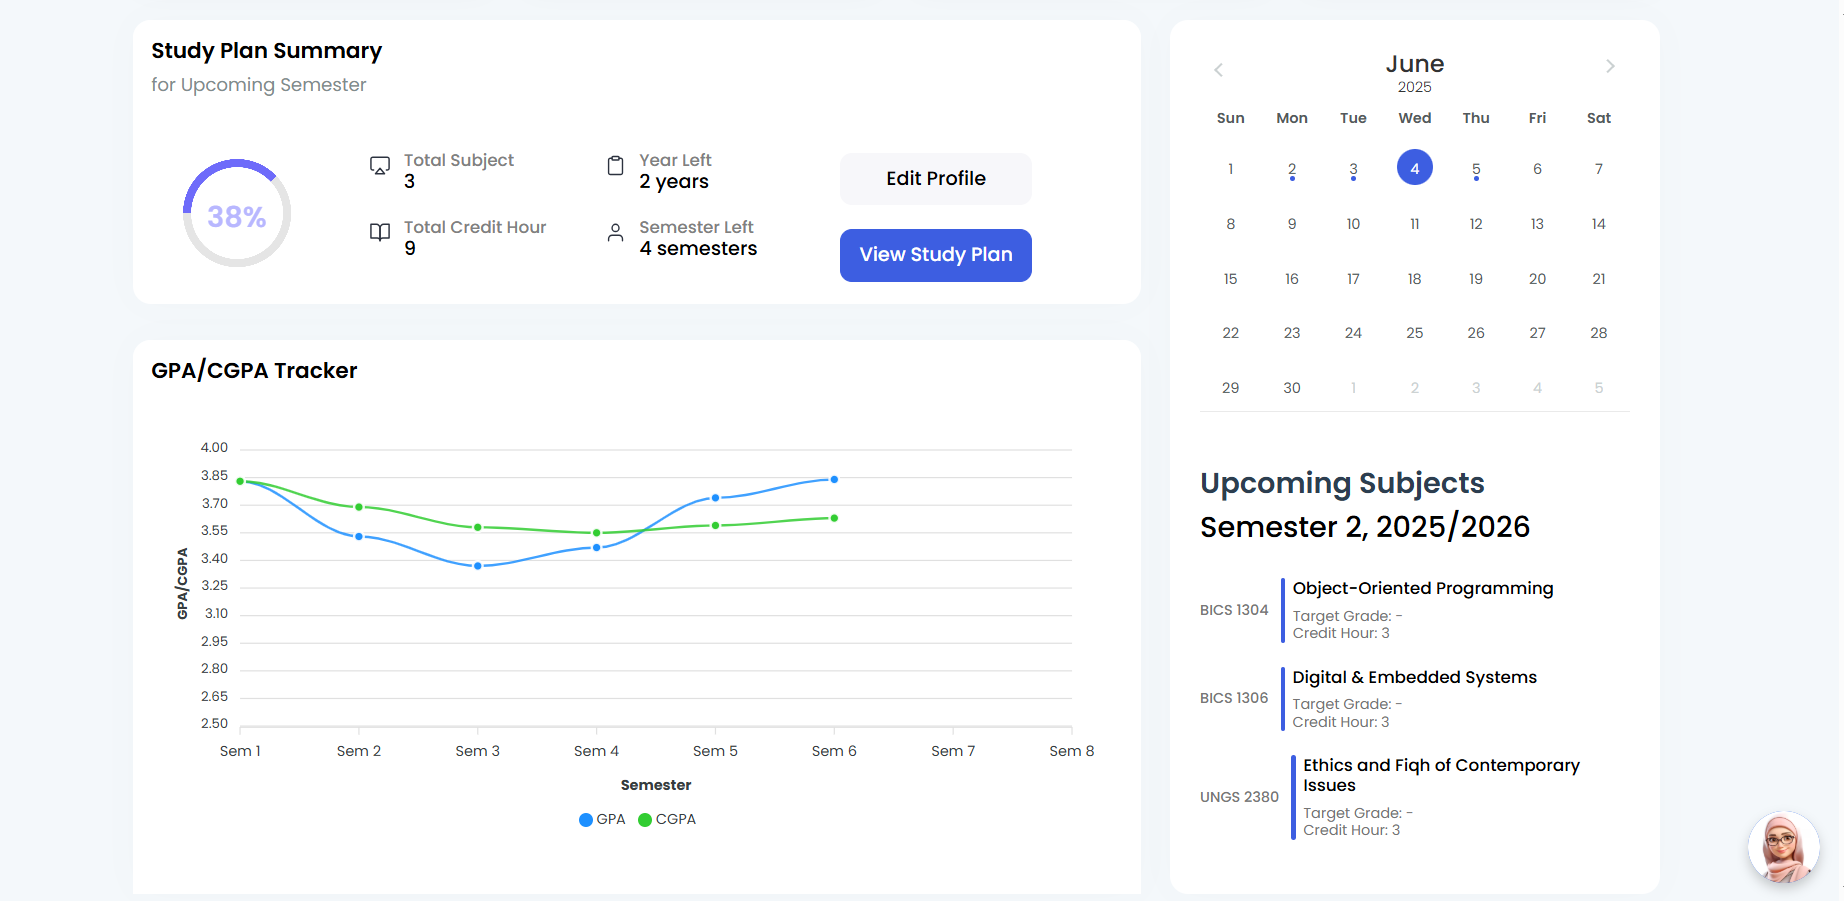 Study Plan Summary
for Upcoming Semester
38%
Total Subject
3
Year Left
2 years
Total Credit Hour
9
Semester Left
4 semesters
Edit Profile
View Study Plan
GPA/CGPA Tracker
4.00
3.85
3.70
3.55
3.40
3.25
3.10
2.95
2.80
2.65
2.50
GPA/CGPA
Sem 1 Sem 2 Sem 3 Sem 4 Sem 5 Sem 6 Sem 7 Sem 8
Semester
GPA CGPA
June
2025
Sun Mon Tue Wed Thu Fri Sat
1 2 3 4 5 6 7
8 9 10 11 12 13 14
15 16 17 18 19 20 21
22 23 24 25 26 27 28
29 30 1 2 3 4 5
Upcoming Subjects
Semester 2, 2025/2026
BICS 1304
Object-Oriented Programming
Target Grade: -
Credit Hour: 3
BICS 1306
Digital & Embedded Systems
Target Grade: -
Credit Hour: 3
UNGS 2380
Ethics and Fiqh of Contemporary
Issues
Target Grade: -
Credit Hour: 3